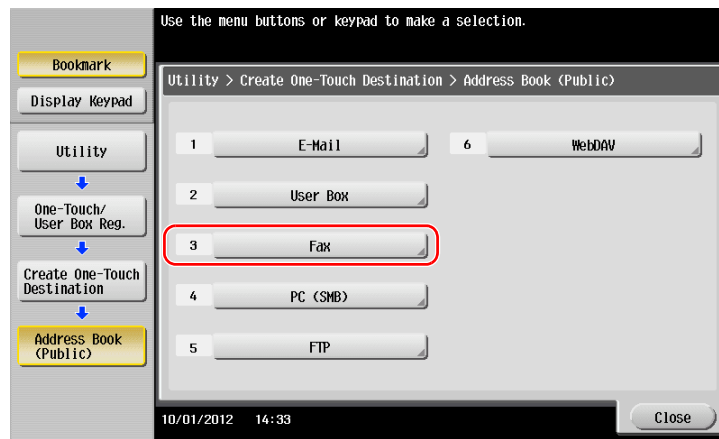 Use the menu buttons or keypad to make a selection.
Bookmark
Display Keypad
Utility
One-Touch/
User Box Reg.
Create One-Touch
Destination
Address Book
(Public)
Utility > Create One-Touch Destination > Address Book (Public)
1 E-Mail
2 User Box
3 Fax
4 PC (SMB)
5 FTP
6 WebDAV
10/01/2012 14:33
Close